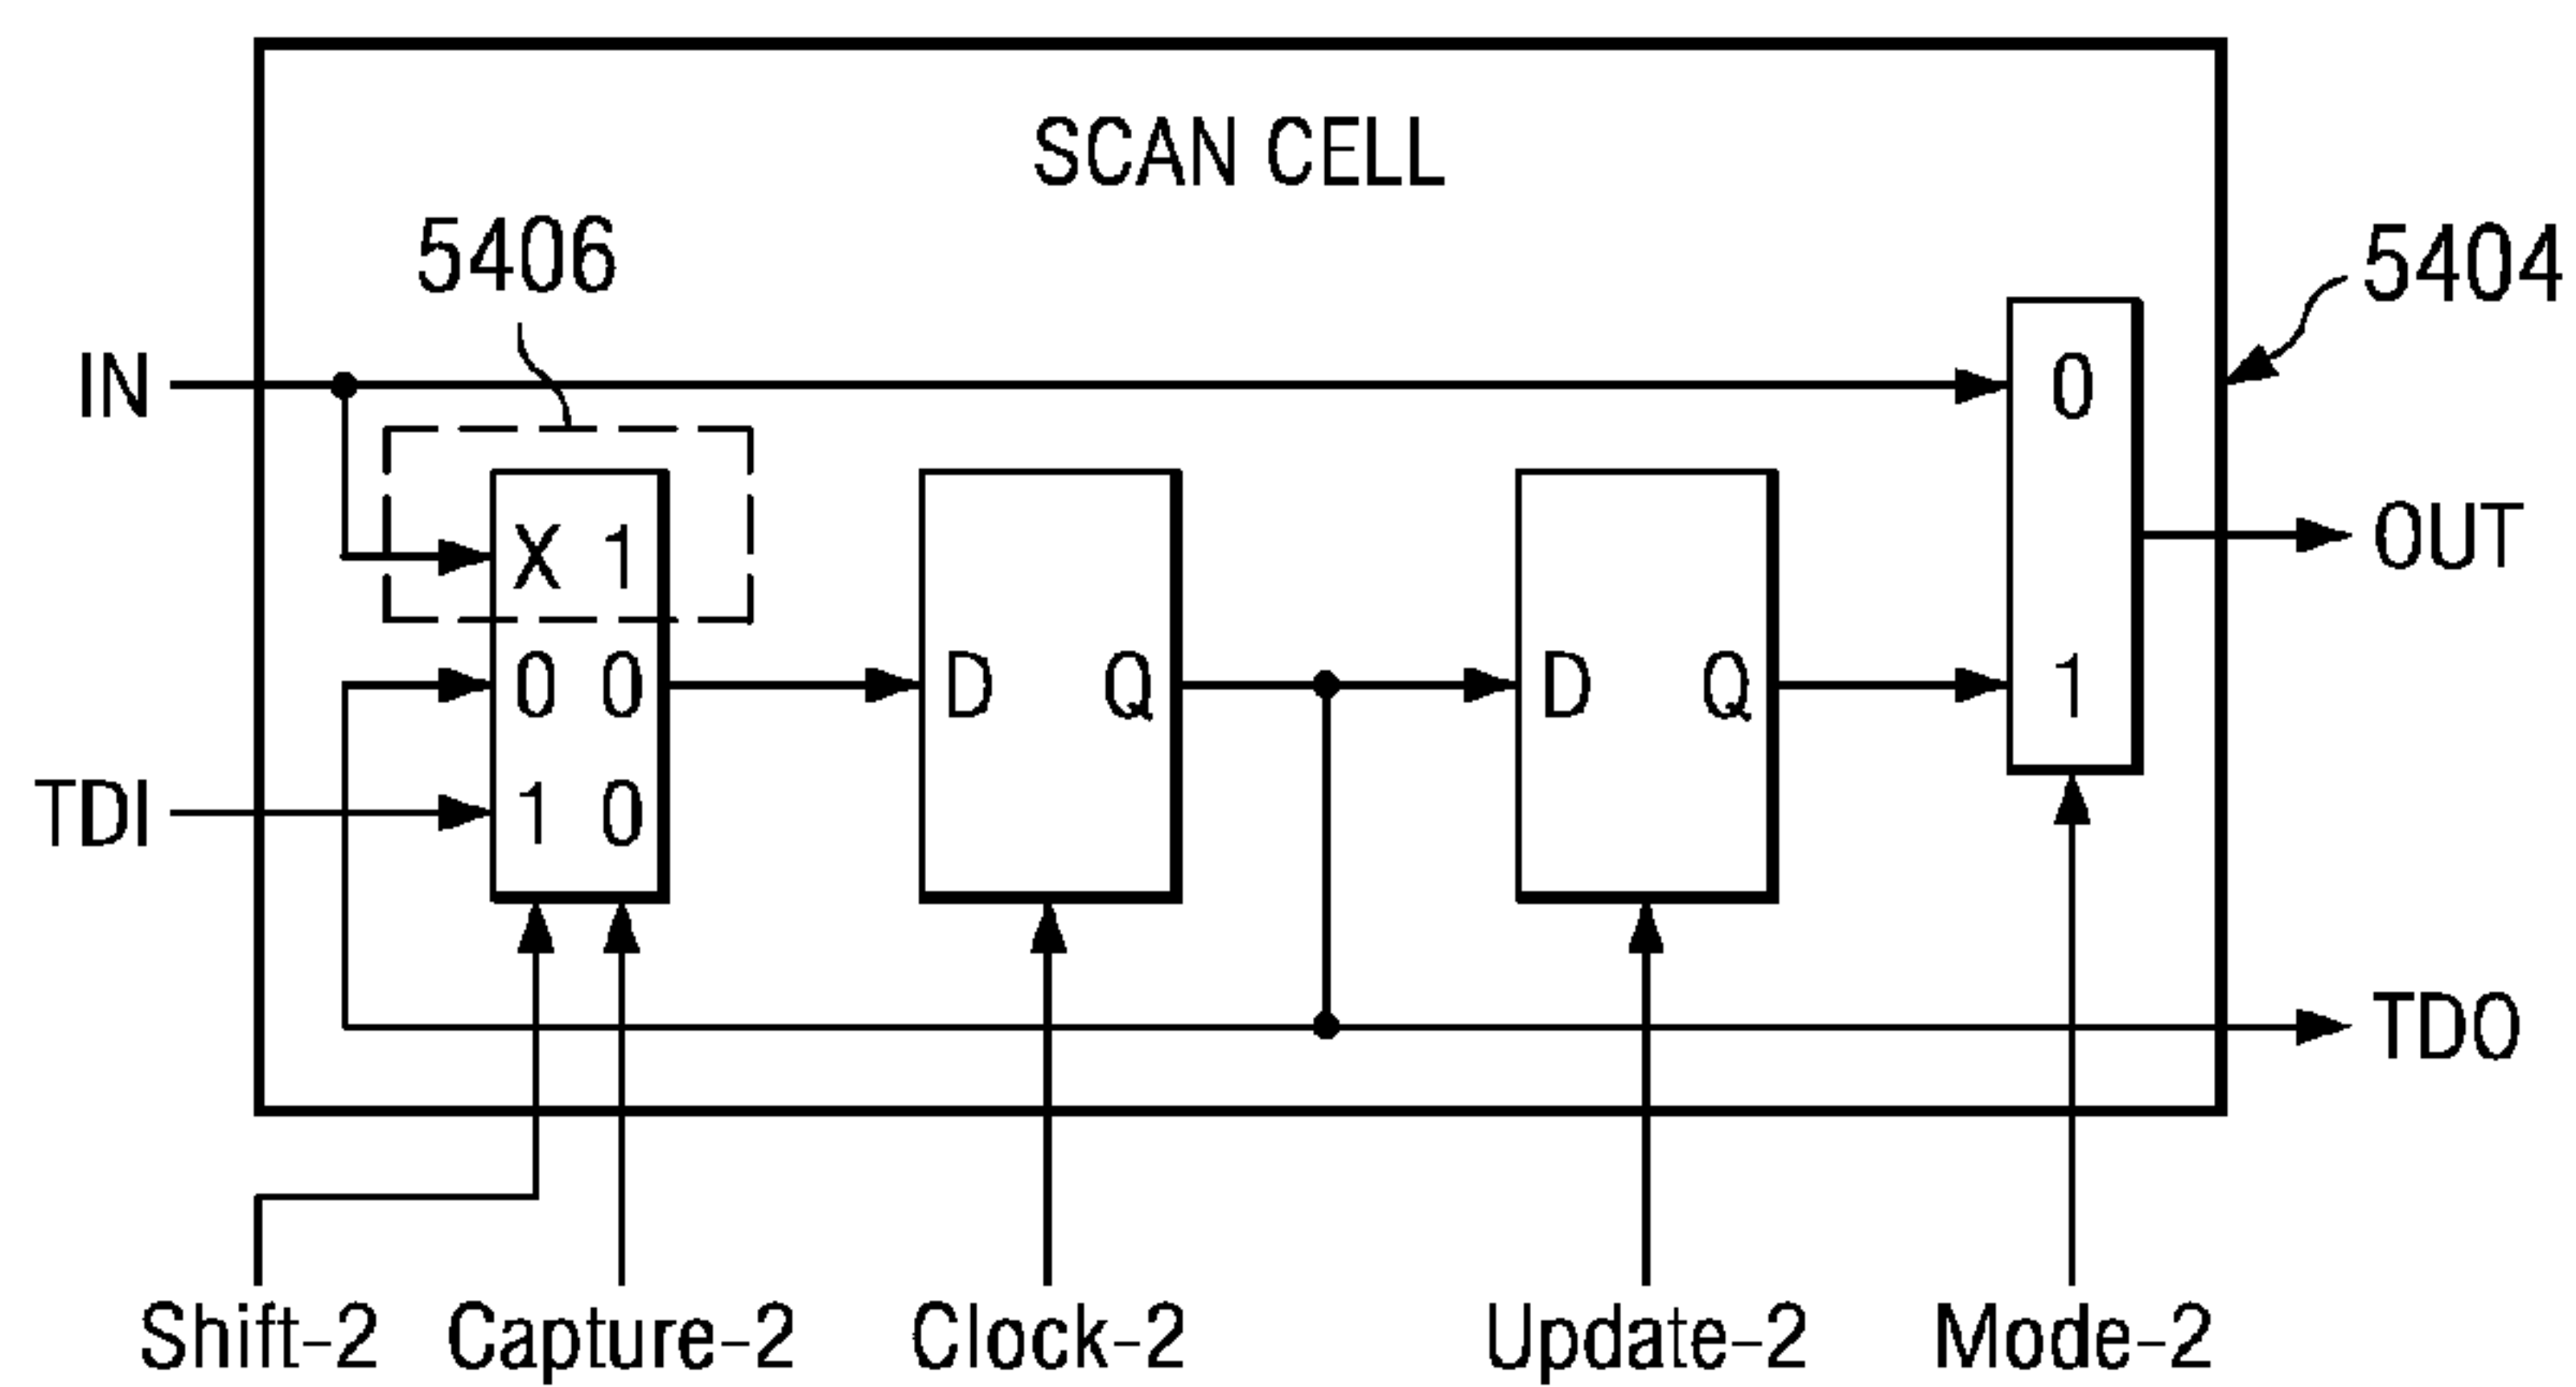 SCAN CELL
5406
5404
IN
0
X 1
OUT
0 0
D Q
D Q
1
TDI
1 0
TDO
Shift-2 Capture-2 Clock-2 Update-2 Mode-2